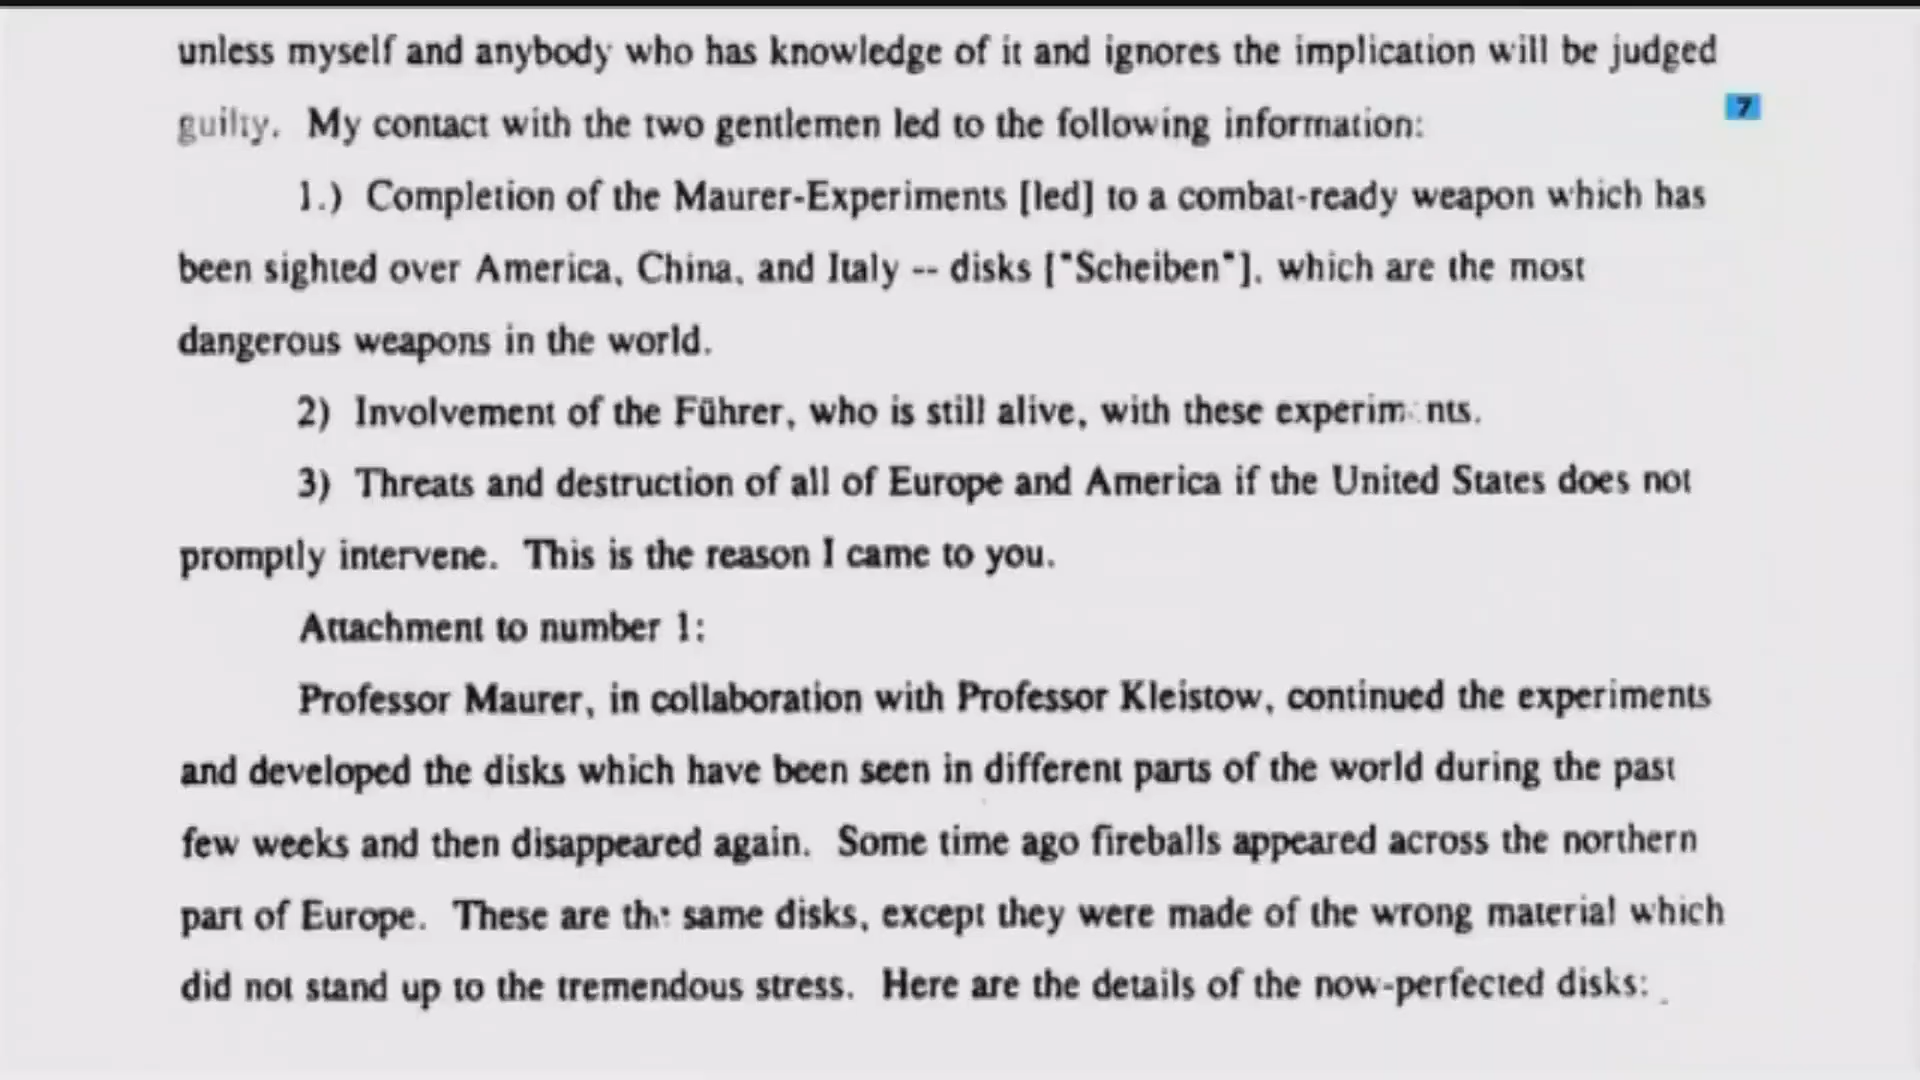 unless myself and anybody who has knowledge of it and ignores the implication will be judged
guilty. My contact with the two gentlemen led to the following information:
7
1.) Completion of the Maurer-Experiments [led] to a combat-ready weapon which has
been sighted over America, China, and Italy -- disks ["Scheiben"], which are the most
dangerous weapons in the world.
2) Involvement of the Führer, who is still alive, with these experiments.
3) Threats and destruction of all of Europe and America if the United States does not
promptly intervene. This is the reason I came to you.
Attachment to number 1:
Professor Maurer, in collaboration with Professor Kleistow, continued the experiments
and developed the disks which have been seen in different parts of the world during the past
few weeks and then disappeared again. Some time ago fireballs appeared across the northern
part of Europe. These are the same disks, except they were made of the wrong material which
did not stand up to the tremendous stress. Here are the details of the now-perfected disks: